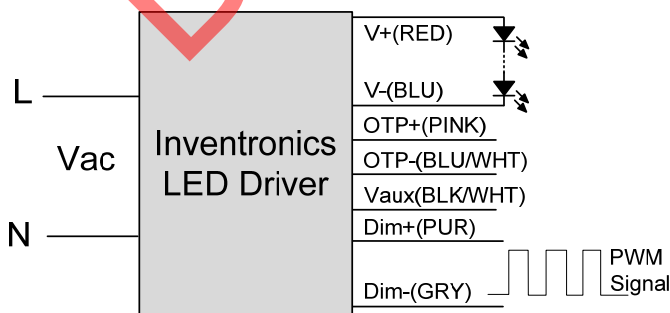 V+(RED)
L
V-(BLU)
OTP+(PINK)
Inventronics
LED Driver
Vac
OTP-(BLU/WHT)
Vaux(BLK/WHT)
N
Dim+(PUR)
PWM
Signal
Dim-(GRY)